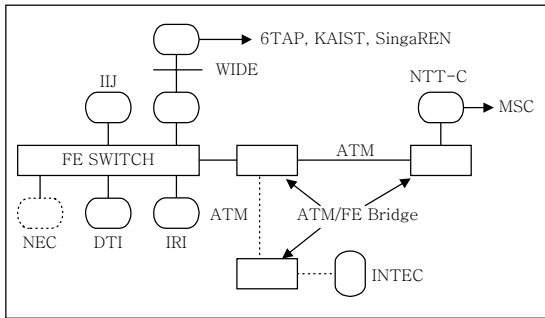 6TAP, KAIST, SingaREN
WIDE
NTT-C
IIJ
MSC
FE SWITCH
ATM
ATM
ATM/FE Bridge
NEC
DTI
IRI
INTEC